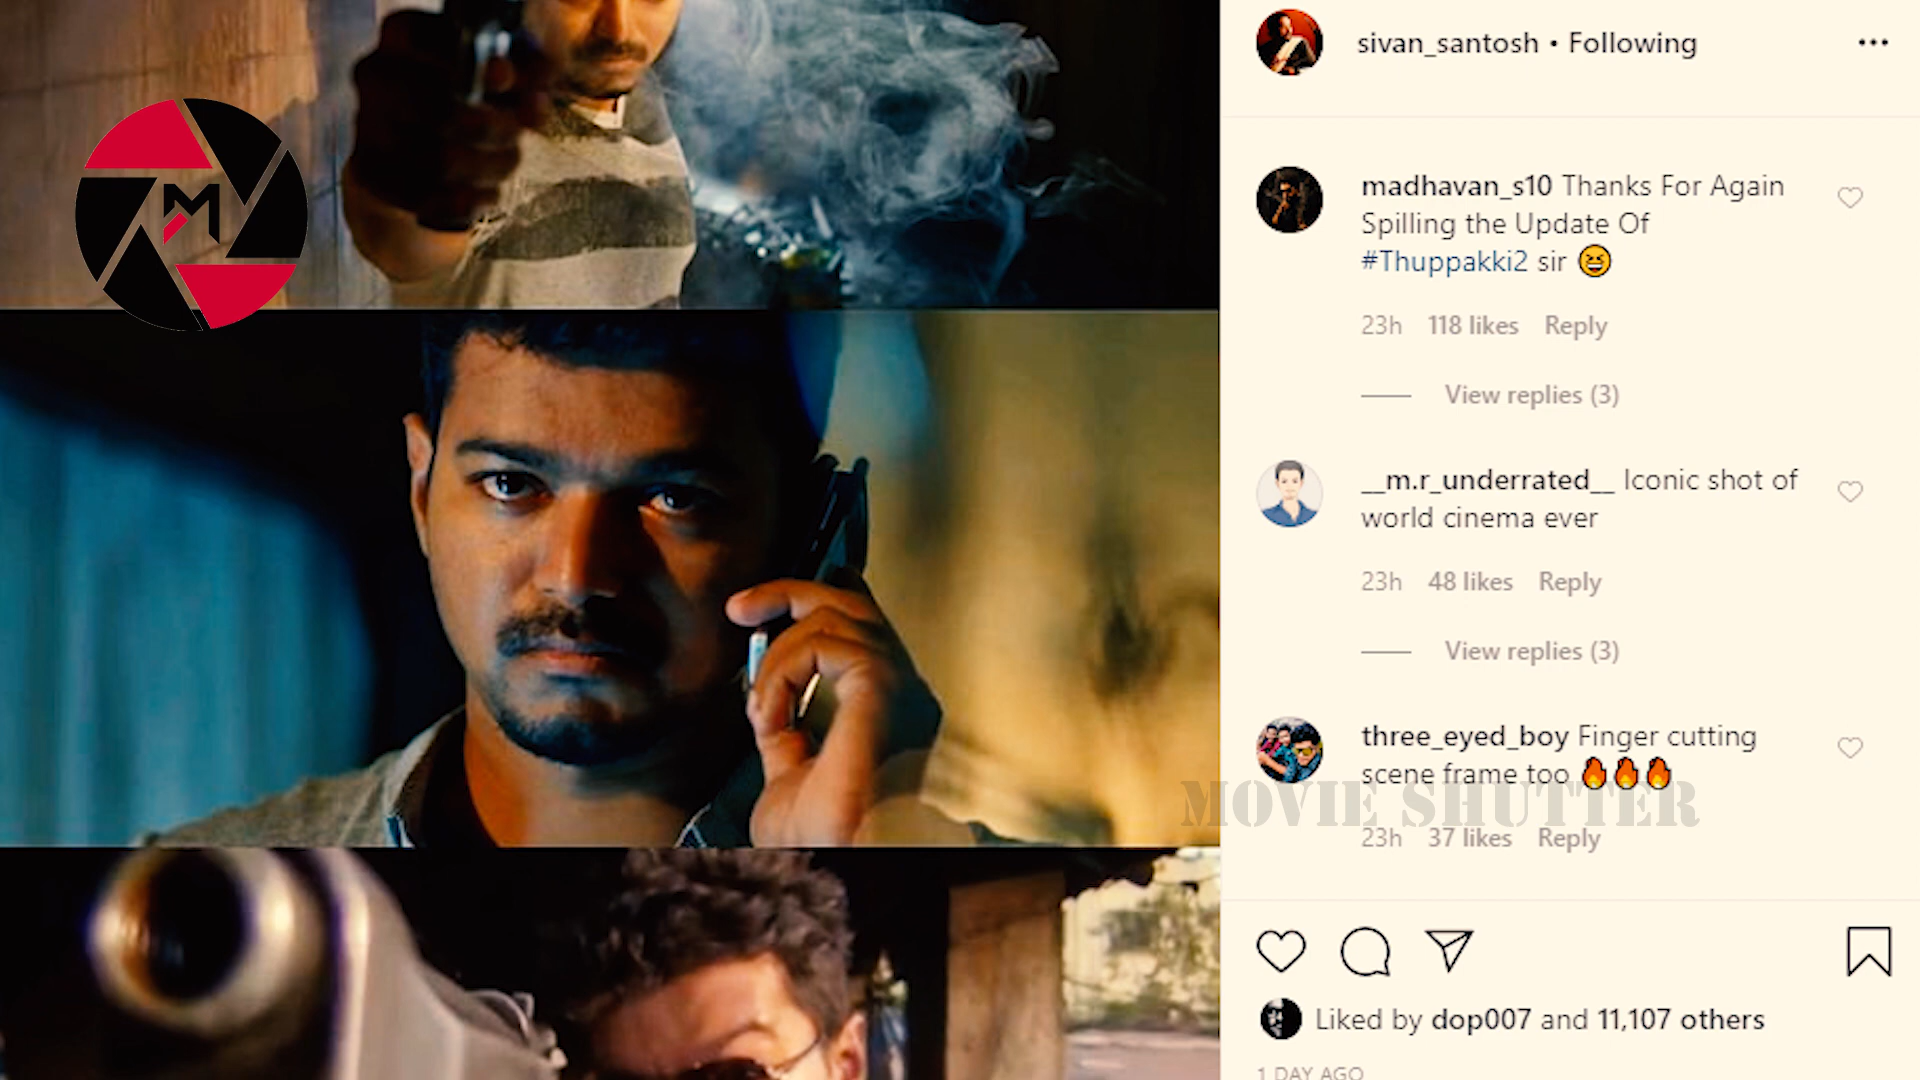 M
sivan_santosh • Following
madhavan_s10 Thanks For Again
Spilling the Update Of
#Thuppakki2 sir 😆
23h 118 likes Reply
View replies (3)
__m.r_underrated__ Iconic shot of
world cinema ever
23h 48 likes Reply
View replies (3)
three_eyed_boy Finger cutting
scene frame too 🔥🔥🔥
MOVIE SHUTTER
23h 37 likes Reply
Liked by dop007 and 11,107 others
1 DAY AGO